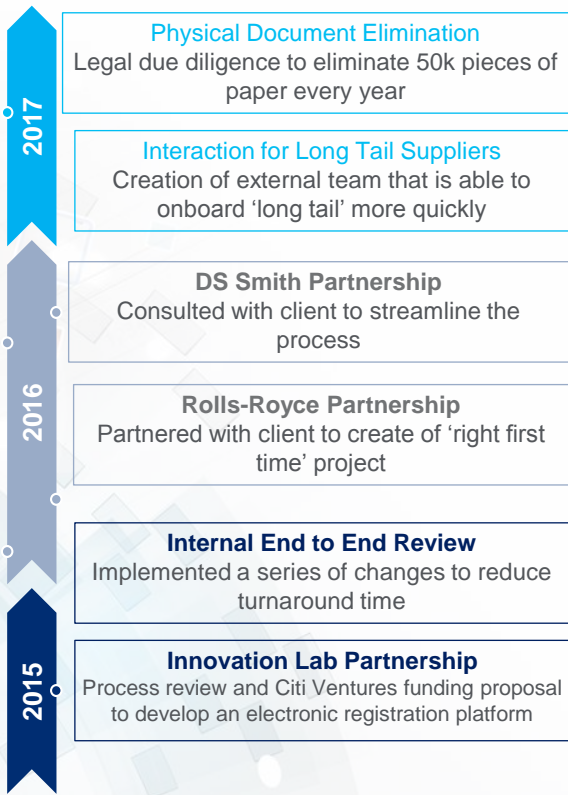 Physical Document Elimination
Legal due diligence to eliminate 50k pieces of
paper every year
2017
Interaction for Long Tail Suppliers
Creation of external team that is able to
onboard ‘long tail’ more quickly
DS Smith Partnership
Consulted with client to streamline the
process
2016
Rolls-Royce Partnership
Partnered with client to create of ‘right first
time’ project
Internal End to End Review
Implemented a series of changes to reduce
turnaround time
2015
Innovation Lab Partnership
Process review and Citi Ventures funding proposal
to develop an electronic registration platform